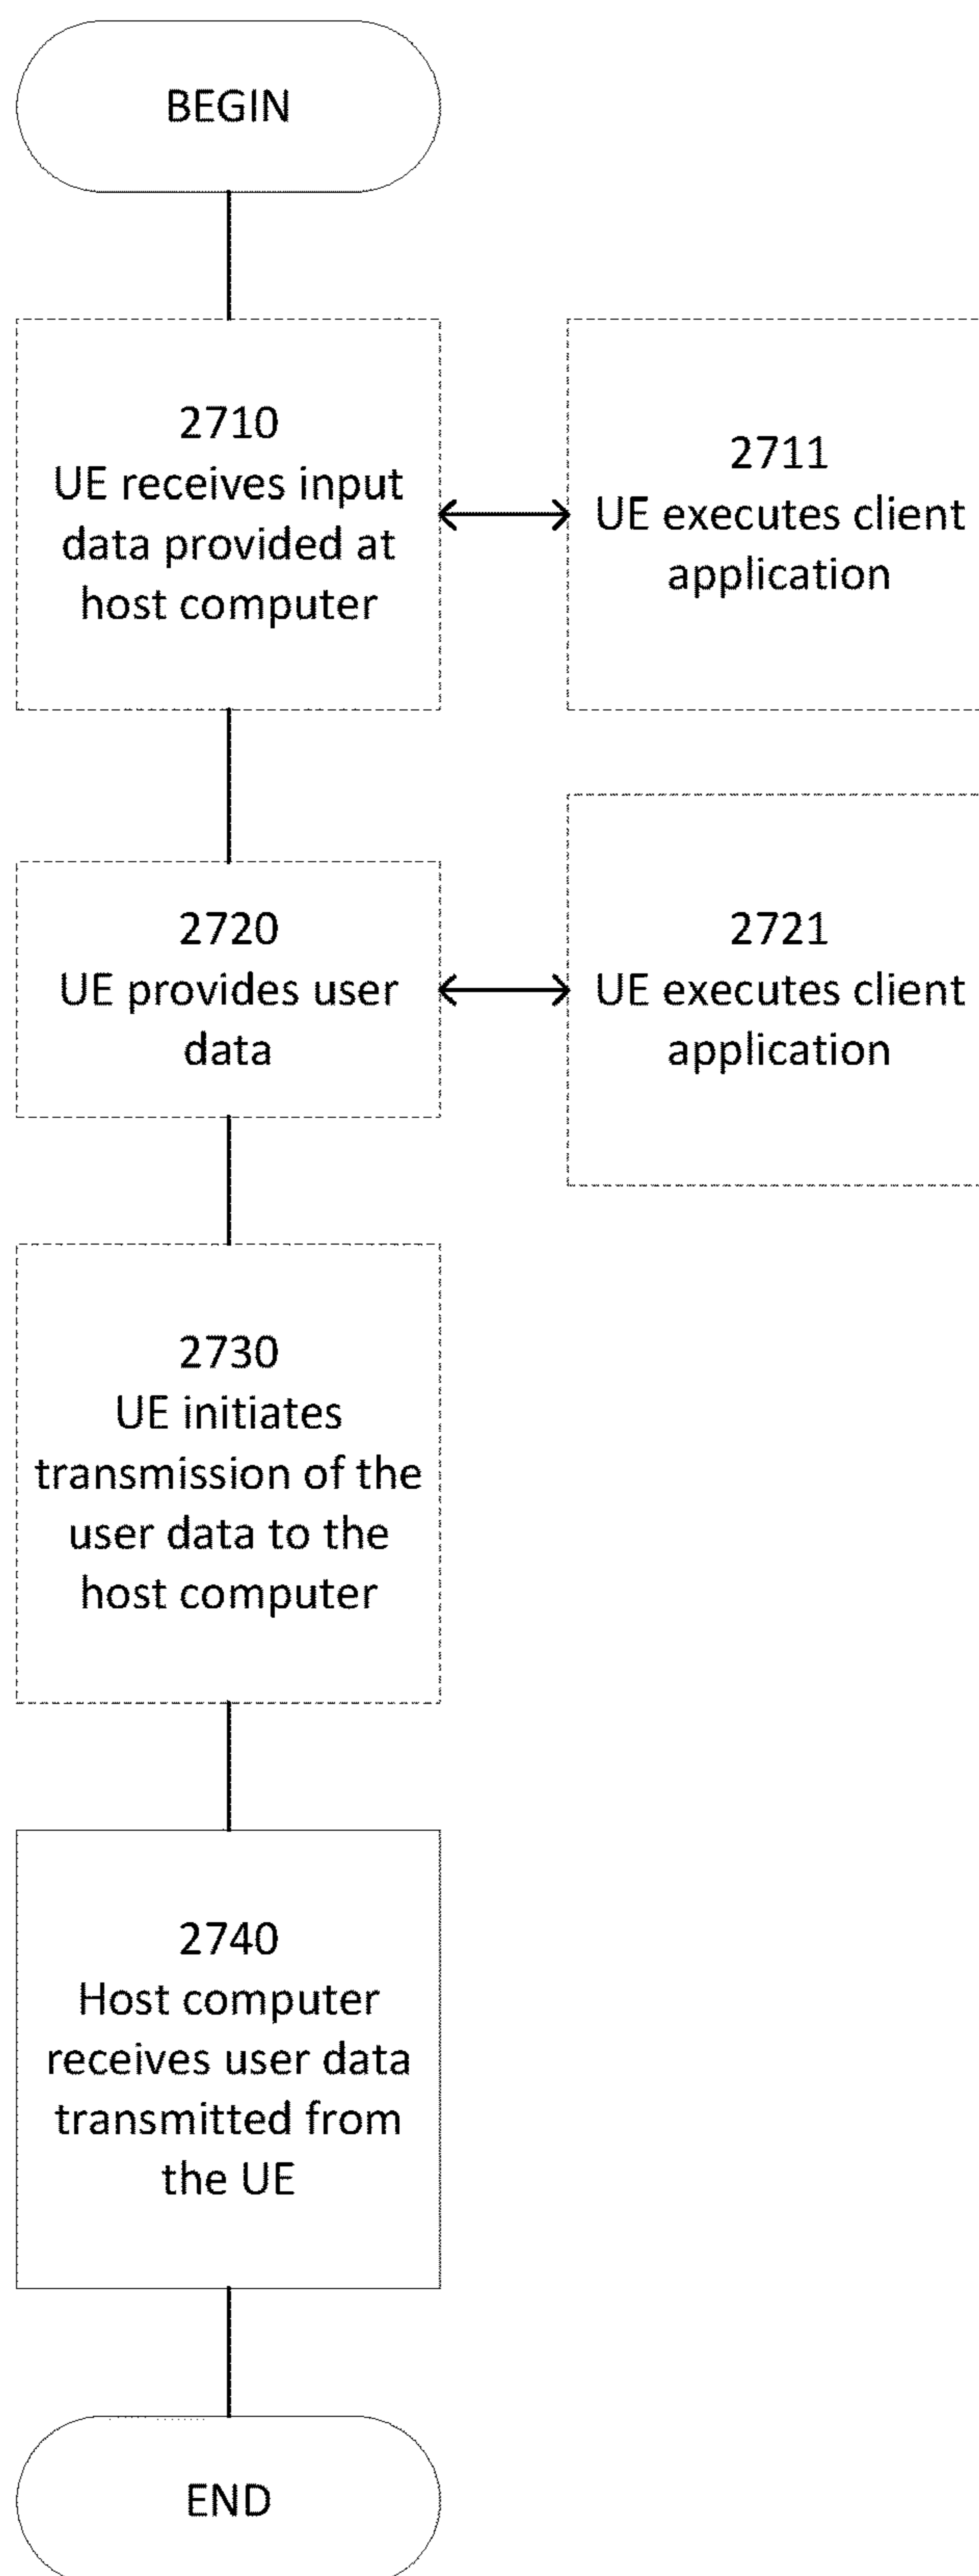 BEGIN
2710
UE receives input
data provided at
host computer
2711
UE executes client
application
2720
UE provides user
data
2721
UE executes client
application
2730
UE initiates
transmission of the
user data to the
host computer
2740
Host computer
receives user data
transmitted from
the UE
END